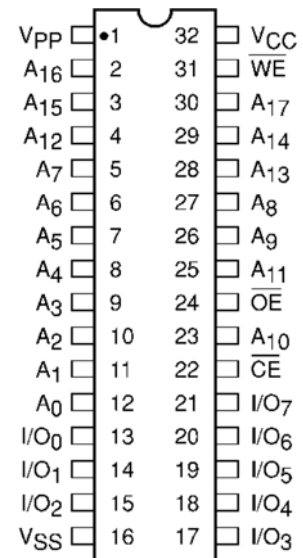 VPP •1 32 VCC
A16 2 31 W̅E̅
A15 3 30 A17
A12 4 29 A14
A7 5 28 A13
A6 6 27 A8
A5 7 26 A9
A4 8 25 A11
A3 9 24 O̅E̅
A2 10 23 A10
A1 11 22 C̅E̅
A0 12 21 I/O7
I/O0 13 20 I/O6
I/O1 14 19 I/O5
I/O2 15 18 I/O4
VSS 16 17 I/O3